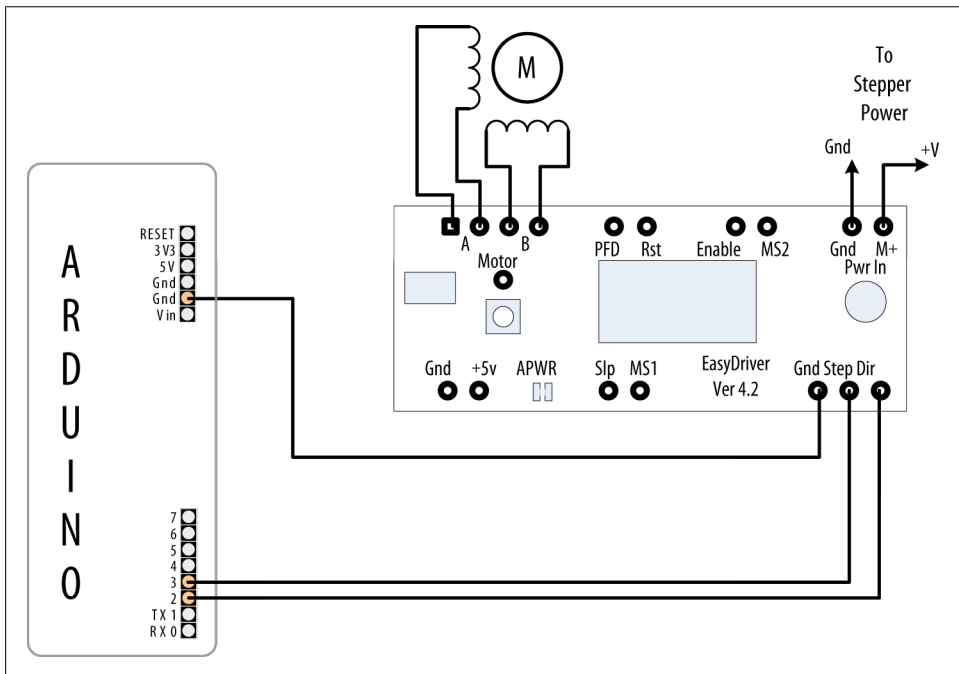 M
To
Stepper
Power
Gnd
+V
ARDUINO
RESET
3V3
5V
Gnd
Gnd
Vin
7
6
5
4
3
2
TX 1
RX 0
A
B
Motor
PFD
Rst
Enable
MS2
Gnd
M+
Pwr In
Gnd
+5v
APWR
Slp
MS1
EasyDriver
Ver 4.2
Gnd Step Dir